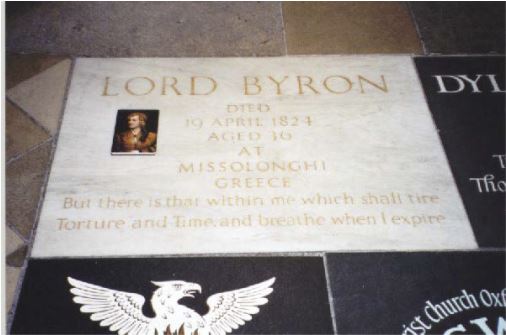 LORD BYRON
DIED
19 APRIL 1824
AGED 36
AT
MISSOLONGHI
GREECE
But there is that within me which shall tire
Torture and Time, and breathe when I expire
DYL
T
Tho
st Church Oxf